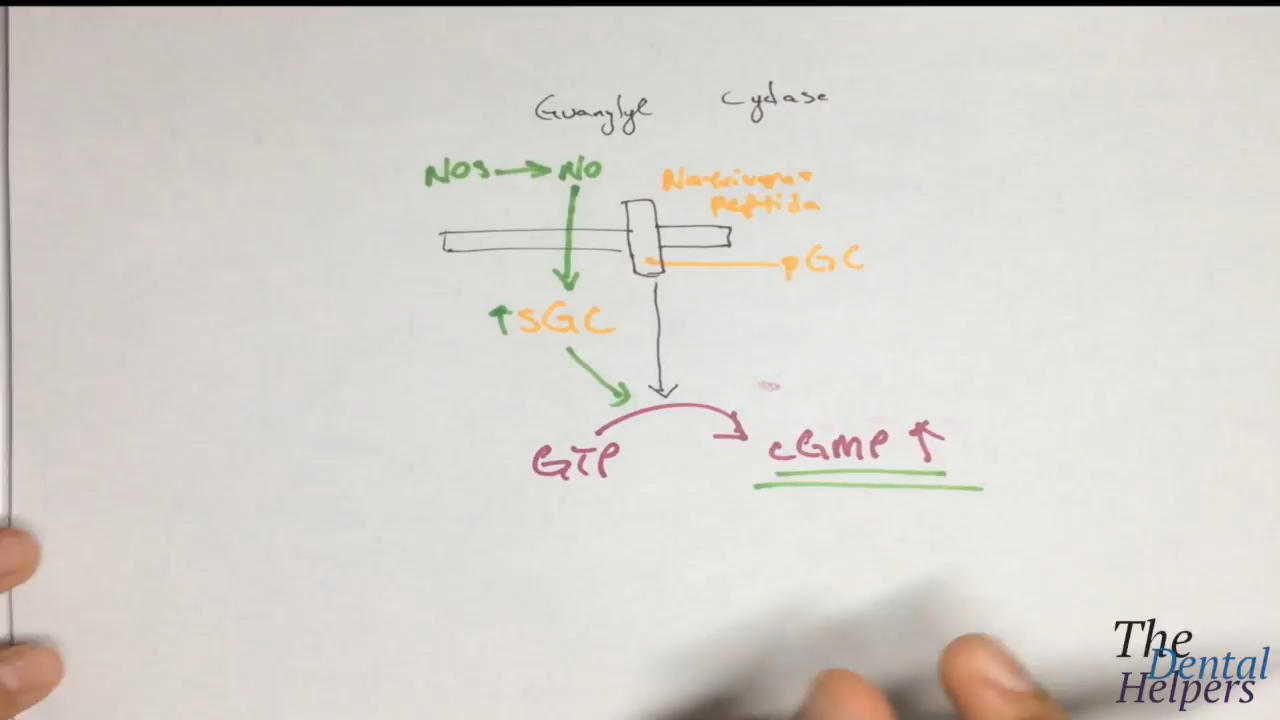 Guanylyl cyclase
NOS → NO
Natriuretic
Peptide
pGC
↑sGC
GTP
cGMP ↑
The
Dental
Helpers